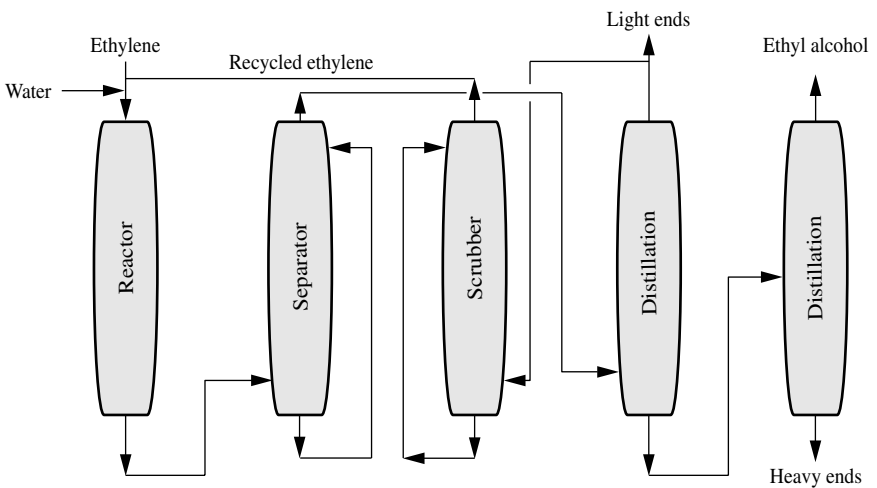 Light ends
Ethylene
Ethyl alcohol
Recycled ethylene
Water
Reactor
Separator
Scrubber
Distillation
Distillation
Heavy ends